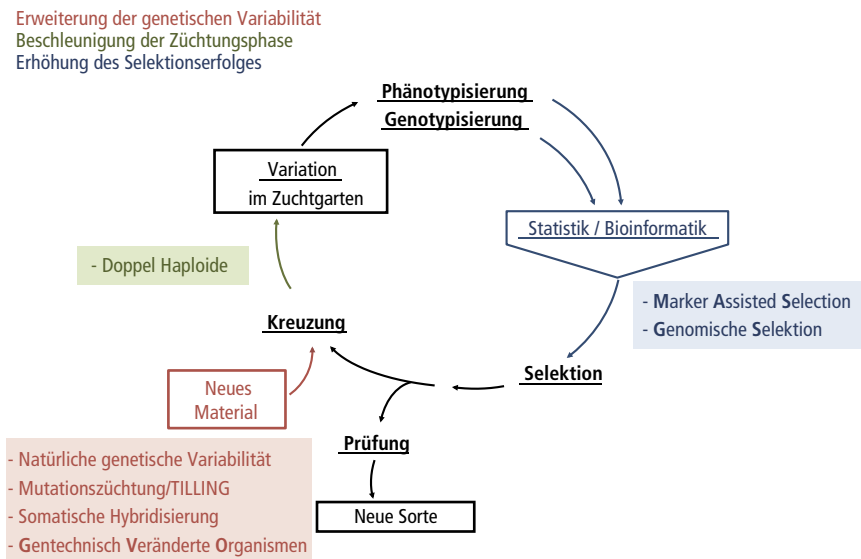 Erweiterung der genetischen Variabilität
Beschleunigung der Züchtungsphase
Erhöhung des Selektionserfolges
Phänotypisierung
Genotypisierung
Variation
im Zuchtgarten
Statistik / Bioinformatik
- Doppel Haploide
- Marker Assisted Selection
- Genomische Selektion
Kreuzung
Selektion
Neues
Material
Prüfung
- Natürliche genetische Variabilität
- Mutationszüchtung/TILLING
- Somatische Hybridisierung
- Gentechnisch Veränderte Organismen
Neue Sorte